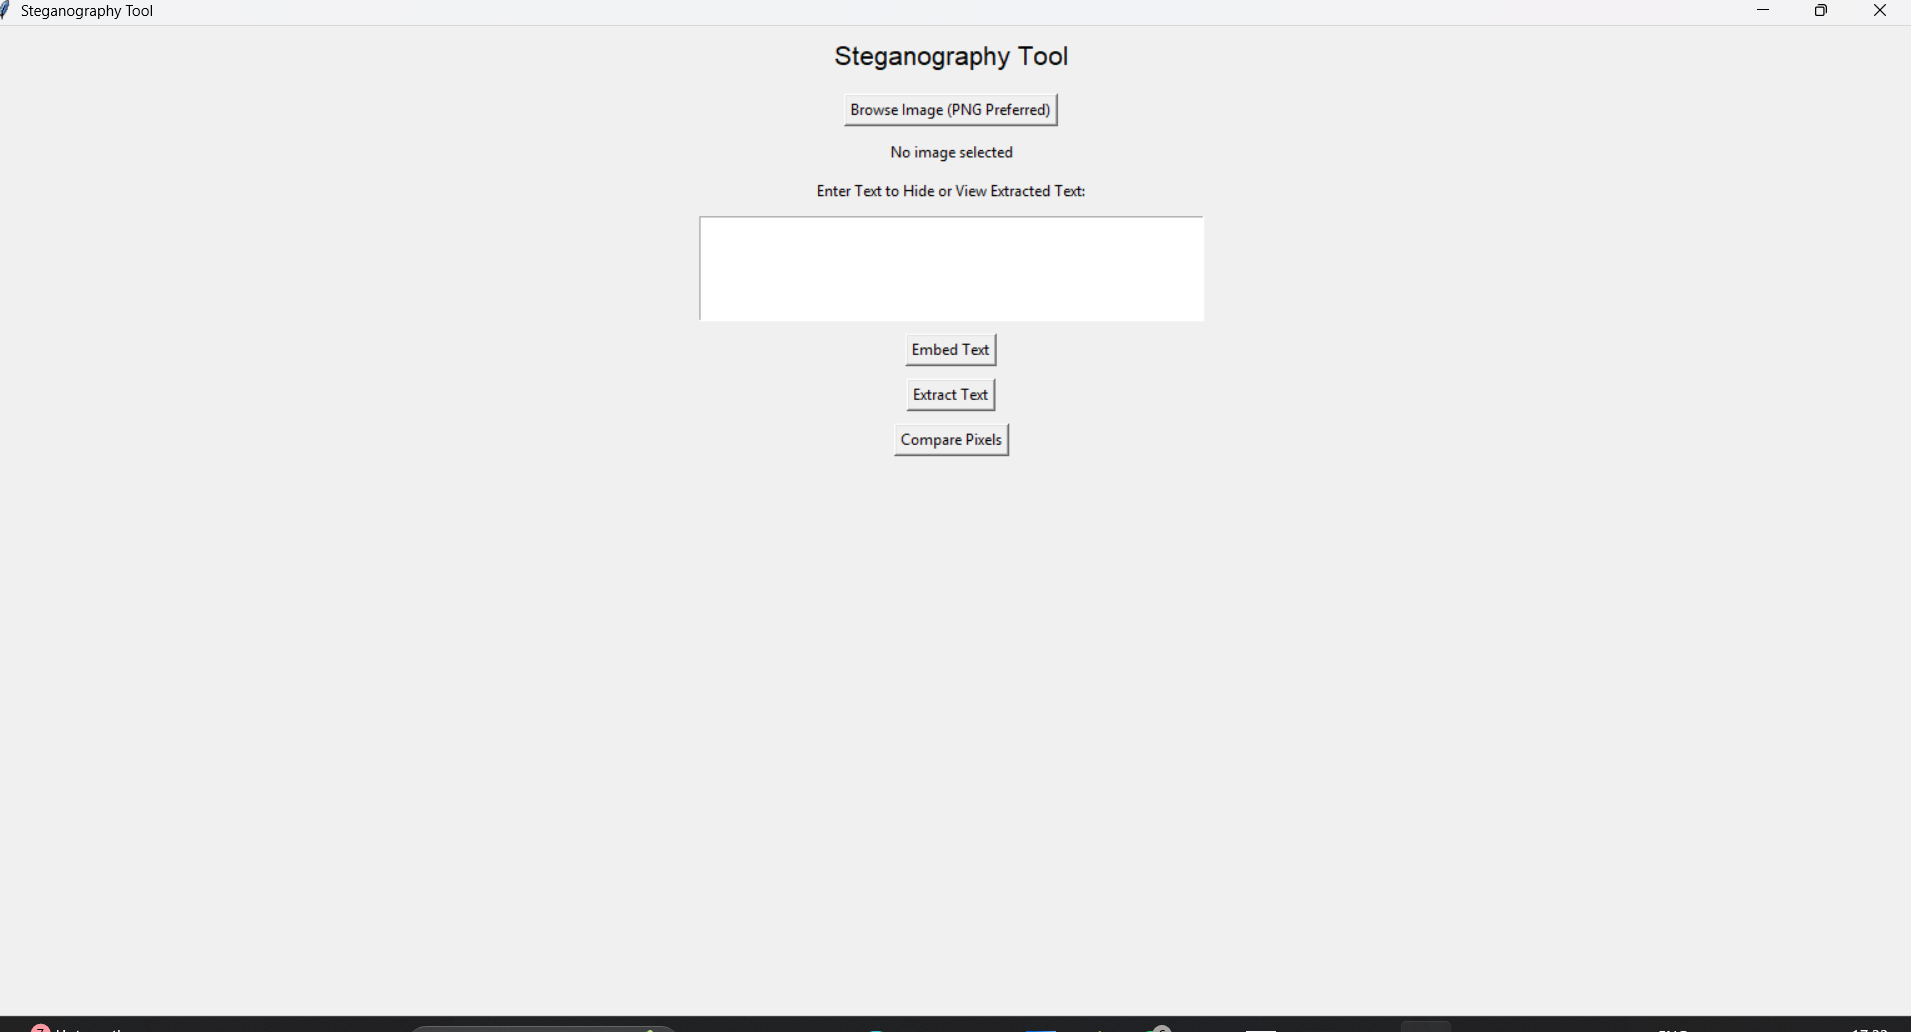 Steganography Tool
Steganography Tool
Browse Image (PNG Preferred)
No image selected
Enter Text to Hide or View Extracted Text:
Embed Text
Extract Text
Compare Pixels